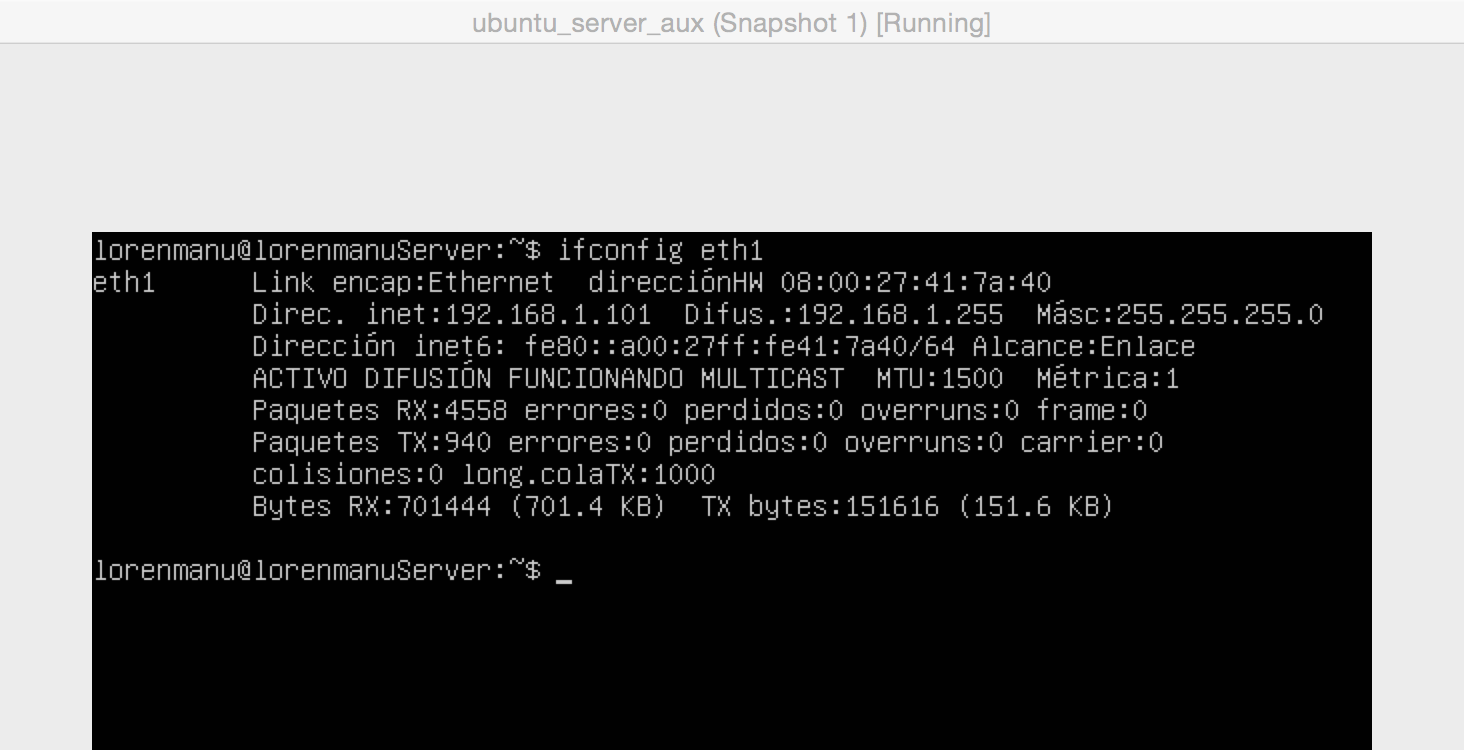 ubuntu_server_aux (Snapshot 1) [Running]
lorenmanu@lorenmanuServer:~$ ifconfig eth1
eth1      Link encap:Ethernet  direcciónHW 08:00:27:41:7a:40
          Direc. inet:192.168.1.101  Difus.:192.168.1.255  Másc:255.255.255.0
          Dirección inet6: fe80::a00:27ff:fe41:7a40/64 Alcance:Enlace
          ACTIVO DIFUSIÓN FUNCIONANDO MULTICAST  MTU:1500  Métrica:1
          Paquetes RX:4558 errores:0 perdidos:0 overruns:0 frame:0
          Paquetes TX:940 errores:0 perdidos:0 overruns:0 carrier:0
          colisiones:0 long.colaTX:1000
          Bytes RX:701444 (701.4 KB)  TX bytes:151616 (151.6 KB)
lorenmanu@lorenmanuServer:~$ _